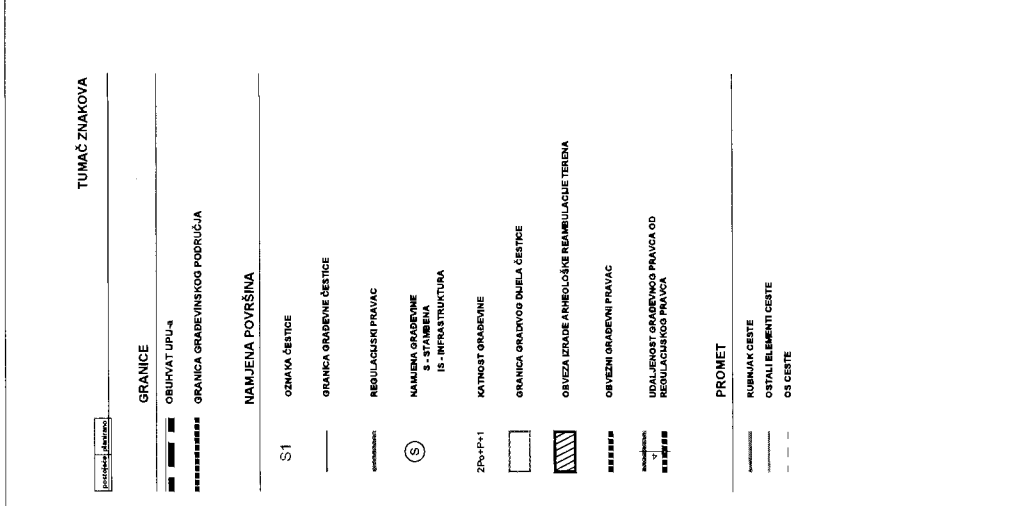 TUMAČ ZNAKOVA
postojeće planirano
GRANICE
OBUHVAT UPU-a
GRANICA GRAĐEVINSKOG PODRUČJA
NAMJENA POVRŠINA
S1 OZNAKA ČESTICE
GRANICA GRAĐEVNE ČESTICE
REGULACIJSKI PRAVAC
S NAMJENA GRAĐEVINE
S - STAMBENA
IS - INFRASTRUKTURA
2Po+P+1 KATNOST GRAĐEVINE
GRANICA GRADIVOG DIJELA ČESTICE
OBVEZA IZRADE ARHEOLOŠKE REAMBULACIJE TERENA
OBVEZNI GRAĐEVNI PRAVAC
UDALJENOST GRAĐEVNOG PRAVCA OD
REGULACIJSKOG PRAVCA
PROMET
RUBNJAK CESTE
OSTALI ELEMENTI CESTE
OS CESTE